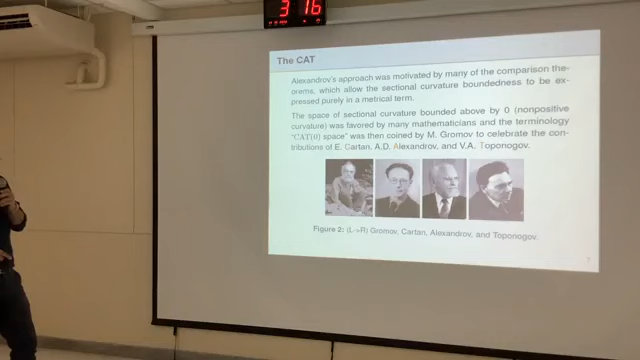 3 16
The CAT
Alexandrov's approach was motivated by many of the comparison the-
orems, which allow the sectional curvature boundedness to be ex-
pressed purely in a metrical term.
The space of sectional curvature bounded above by 0 (nonpositive
curvature) was favored by many mathematicians and the terminology
"CAT(0) space" was then coined by M. Gromov to celebrate the con-
tributions of E. Cartan, A.D. Alexandrov, and V.A. Toponogov.
Figure 2: (L->R) Gromov, Cartan, Alexandrov, and Toponogov.